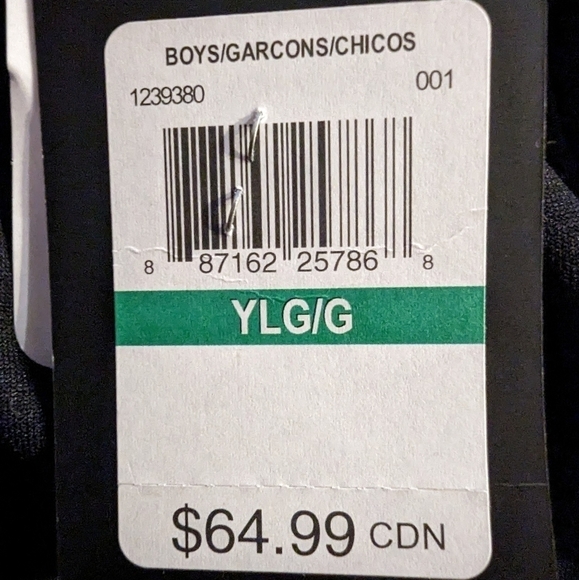 BOYS/GARCONS/CHICOS
1239380 001
8 87162 25786 8
YLG/G
$64.99 CDN